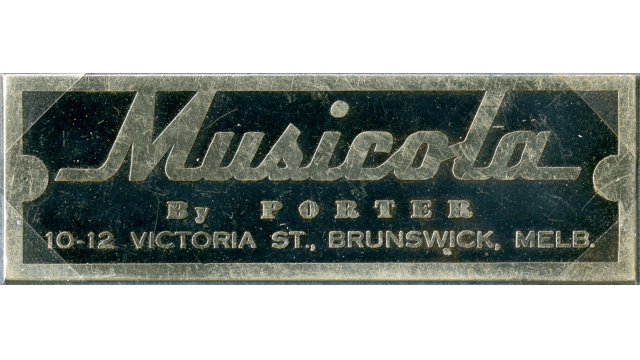 Musicola
By PORTER
10-12 VICTORIA ST., BRUNSWICK, MELB.